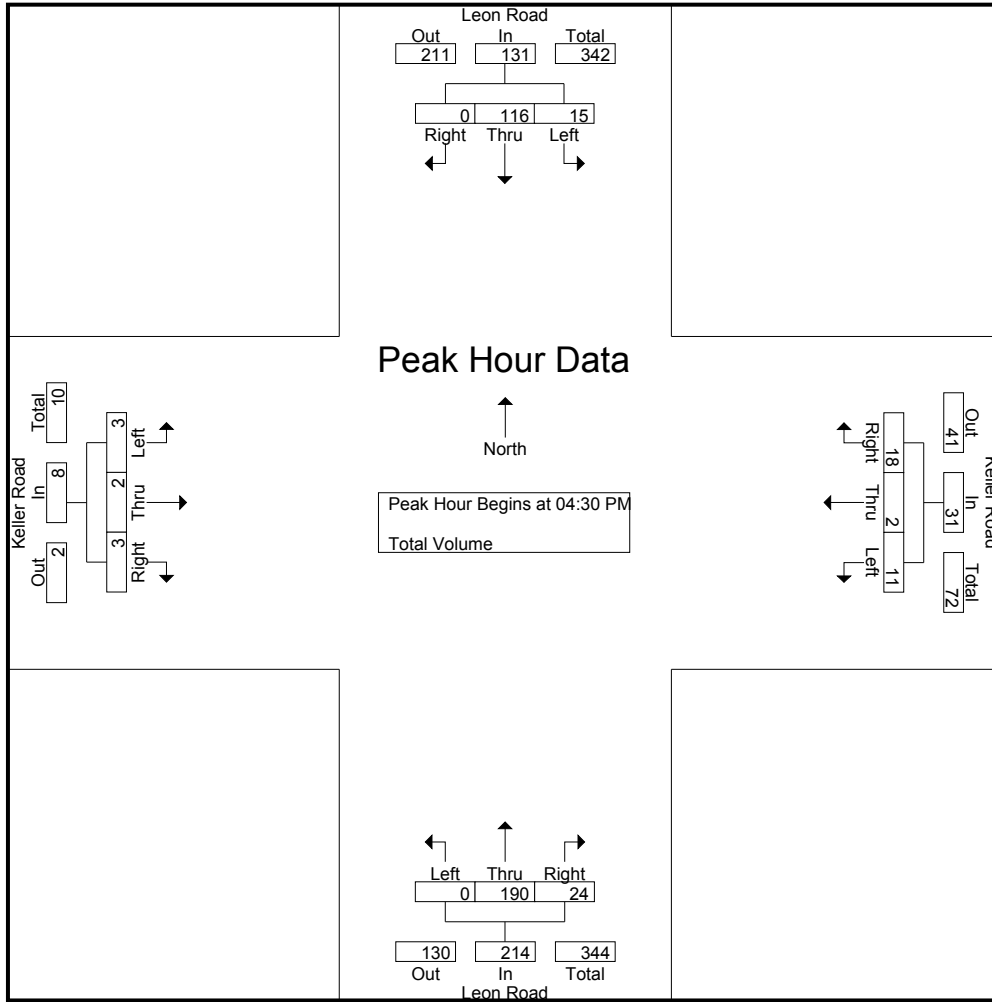 Leon Road
Out In Total
211 131 342
0 116 15
Right Thru Left
Peak Hour Data
North
Peak Hour Begins at 04:30 PM
Total Volume
Keller Road
Total In Out
10 8 2
3 2 3
Left Thru Right
Right Thru Left
18 2 11
Out In Total
41 31 72
Keller Road
Left Thru Right
0 190 24
130 214 344
Out In Total
Leon Road